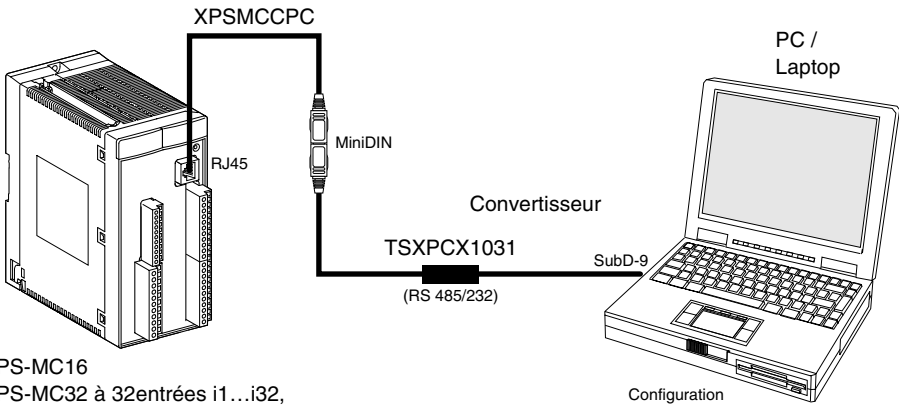 XPSMCCPC
PC /
Laptop
MiniDIN
RJ45
Convertisseur
TSXPCX1031
SubD-9
(RS 485/232)
PS-MC16
PS-MC32 à 32entrées i1…i32,
Configuration